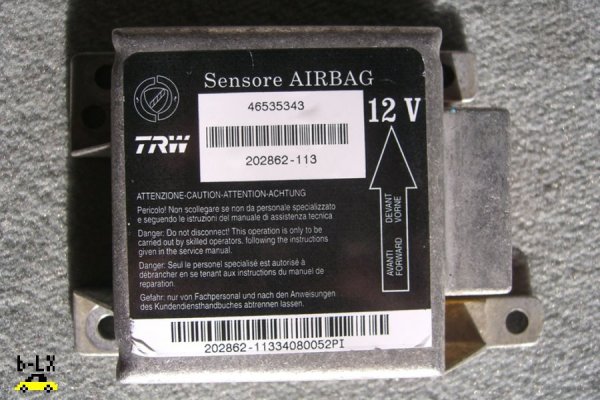 Sensore AIRBAG
46535343
12 V
TRW
202862-113
ATTENZIONE-CAUTION-ATTENTION-ACHTUNG
Pericolo! Non scollegare se non da personale specializzato
e seguendo le istruzioni del manuale di assistenza tecnica
Danger: Do not disconnect! This operation is only to be
carried out by skilled operators, following the instructions
given in the service manual.
Danger: Seul le personel spécialisé est autorisé à
débrancher en se tenant aux instructions du manuel de
reparation.
Gefahr: nur von Fachpersonal und nach den Anweisungen
des Kundendiensthandbuches abtrennen lassen.
AVANTI DEVANT
FORWARD VORNE
202862-11334080052PI
b-LX